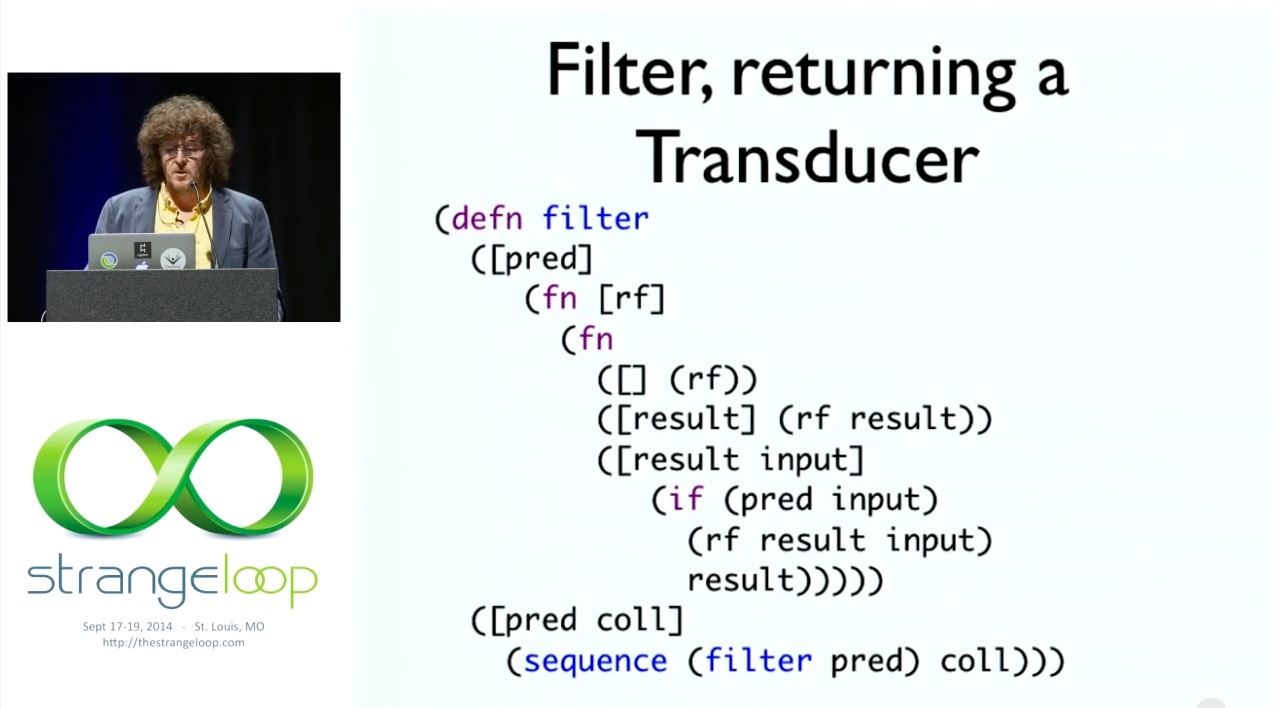 Filter, returning a
Transducer
(defn filter
([pred]
(fn [rf]
(fn
([] (rf))
([result] (rf result))
([result input]
(if (pred input)
(rf result input)
result)))))
([pred coll]
(sequence (filter pred) coll)))
strangeloop
Sept 17-19, 2014 - St. Louis, MO
http://thestrangeloop.com